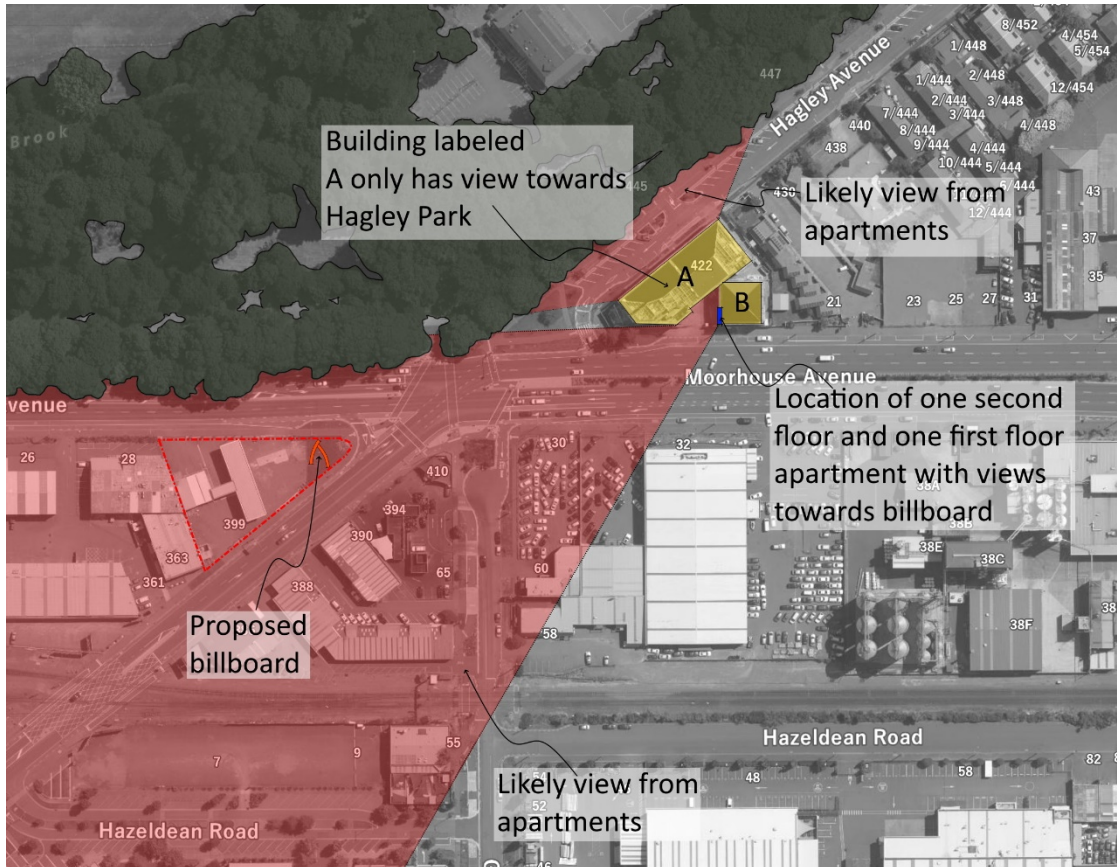 8/452
4/454
5/454
1/448
447
Hagley Avenue
1/444
2/448
12/454
2/444
7/444
3/444
3/448
Brook
440
8/444
4/448
9/444
4/444
Building labeled
A only has view towards
Hagley Park
438
10/444
5/444
445
Likely view from
apartments
430
6/444
12/444
43
37
35
422
A
B
21
23
25
27
31
Moorhouse Avenue
venue
Location of one second
floor and one first floor
apartment with views
towards billboard
26
28
30
32
410
38A
38B
399
394
390
363
38E
38C
361
388
65
60
38
58
38F
Proposed
billboard
Hazeldean Road
7
9
55
Likely view from
apartments
54
52
48
58
82
Hazeldean Road
46